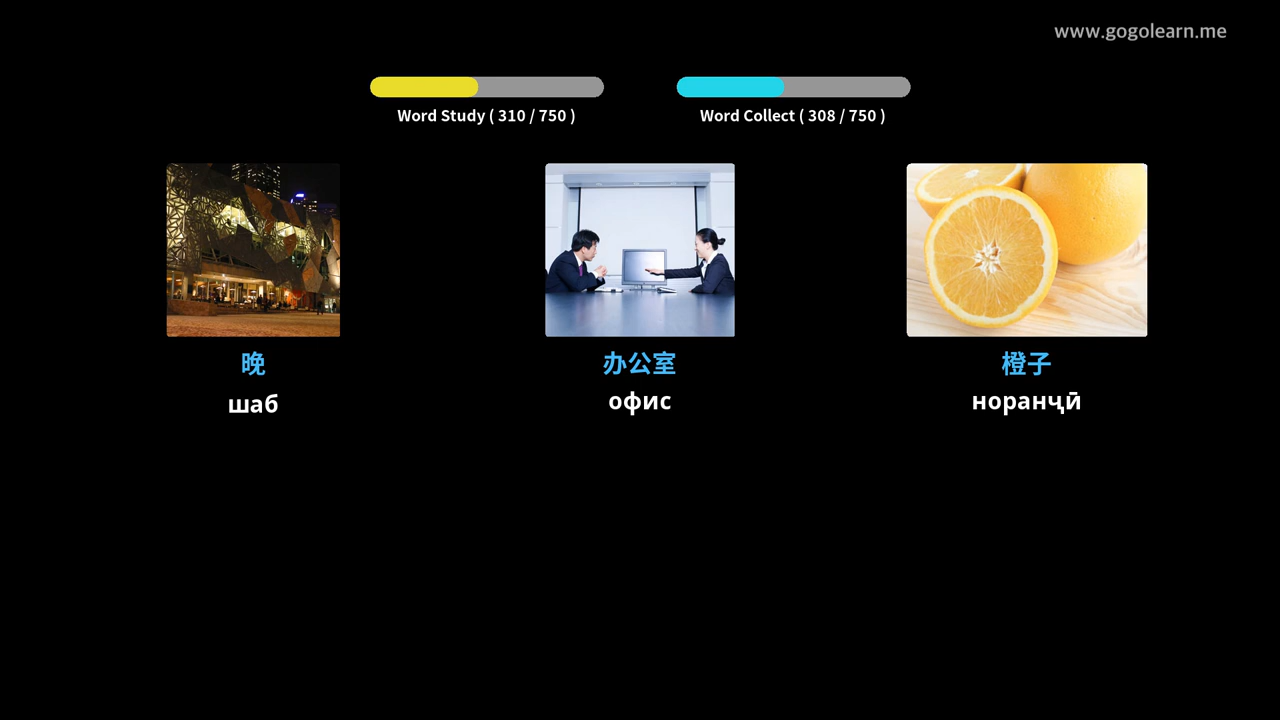 www.gogolearn.me
Word Study ( 310 / 750 )
Word Collect ( 308 / 750 )
晚
办公室
橙子
шаб
офис
норанҷӣ